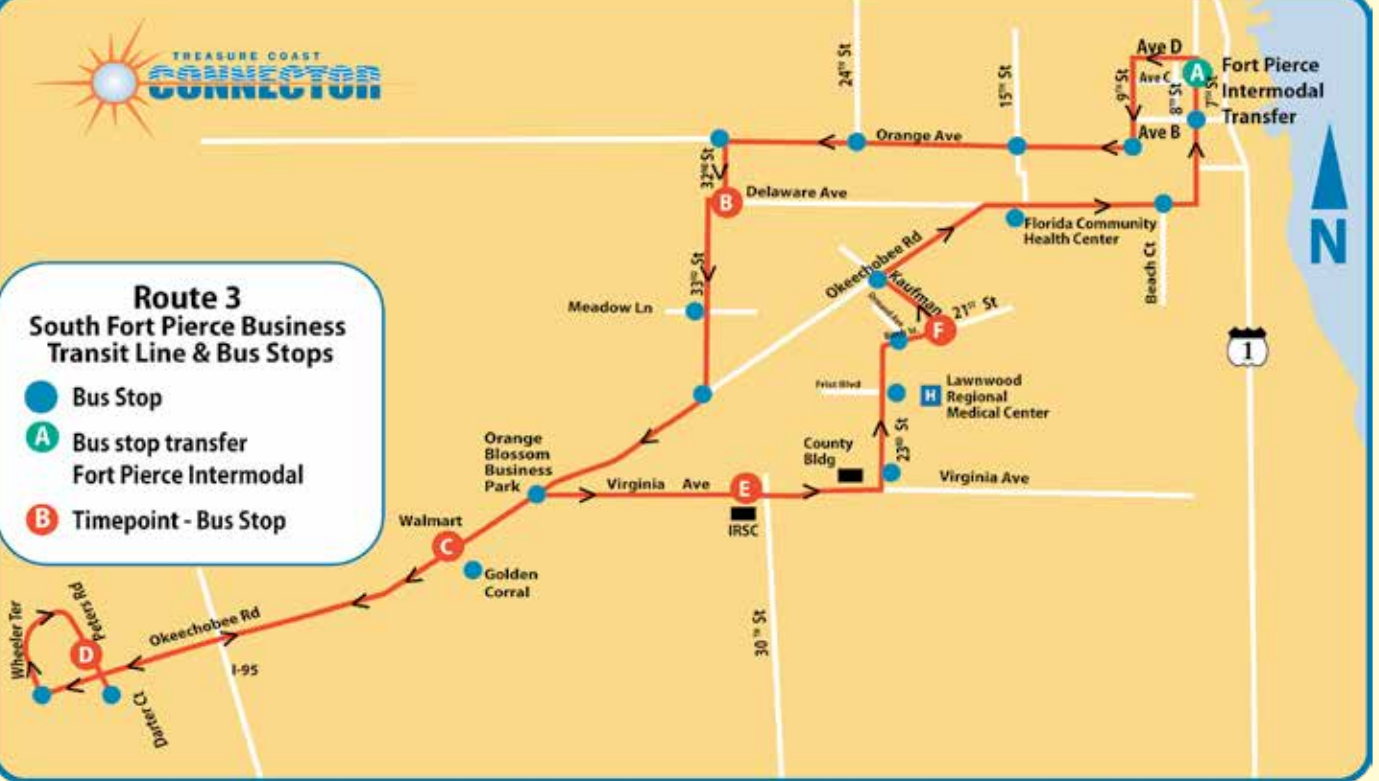 TREASURE COAST
CONNECTOR
24TH St
15TH St
Ave D
9TH St
Ave C
8TH St
A
7TH St
Fort Pierce
Intermodal
Transfer
Ave B
Orange Ave
32ND St
B
Delaware Ave
Florida Community
Health Center
Beach Ct
N
Okeechobee Rd
Kaufman
33RD St
Meadow Ln
21ST St
F
1
Route 3
South Fort Pierce Business
Transit Line & Bus Stops
Bus Stop
A
Bus stop transfer
Fort Pierce Intermodal
B
Timepoint - Bus Stop
Frist Blvd
H
Lawnwood
Regional
Medical Center
Orange
Blossom
Business
Park
County
Bldg
23RD St
Virginia Ave
E
Virginia Ave
IRSC
Walmart
C
Golden
Corral
30TH St
Wheeler Ter
Peters Rd
D
Okeechobee Rd
I-95
Darter Ct